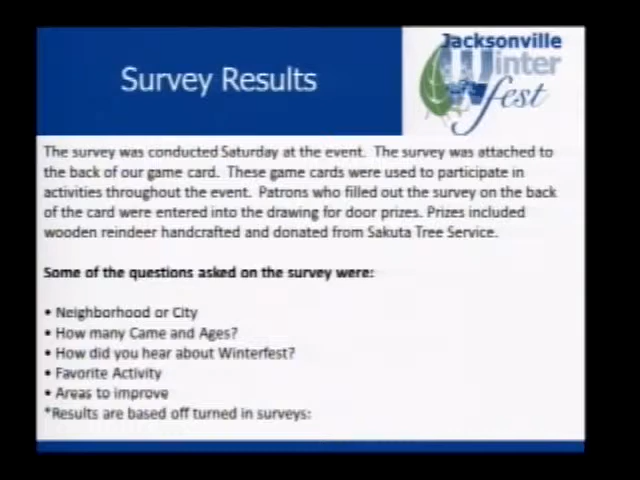 Survey Results
Jacksonville
Winter
fest
The survey was conducted Saturday at the event. The survey was attached to
the back of our game card. These game cards were used to participate in
activities throughout the event. Patrons who filled out the survey on the back
of the card were entered into the drawing for door prizes. Prizes included
wooden reindeer handcrafted and donated from Sakuta Tree Service.
Some of the questions asked on the survey were:
• Neighborhood or City
• How many Came and Ages?
• How did you hear about Winterfest?
• Favorite Activity
• Areas to improve
*Results are based off turned in surveys: